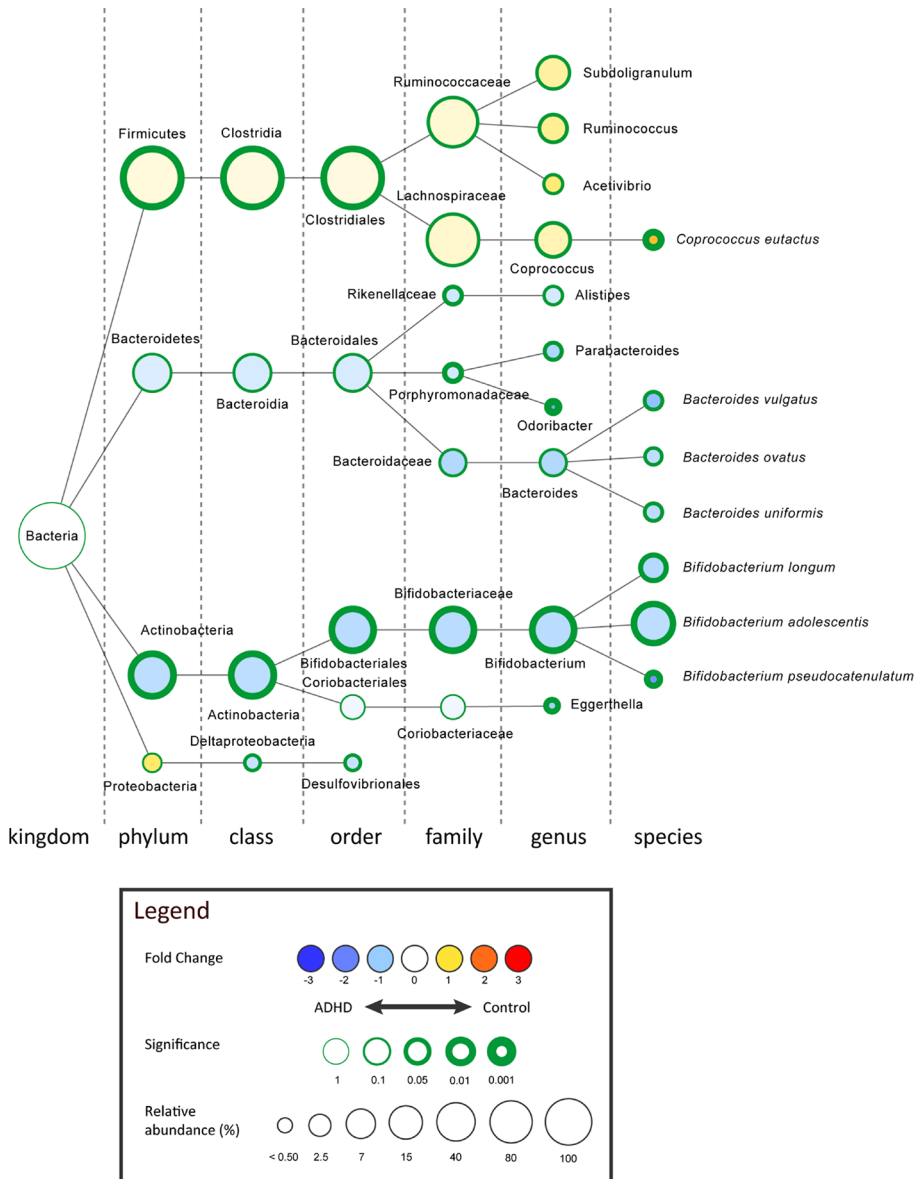 Subdoligranulum
Ruminococcaceae
Ruminococcus
Firmicutes
Clostridia
Acetivibrio
Lachnospiraceae
Clostridiales
Coprococcus eutactus
Coprococcus
Rikenellaceae
Alistipes
Bacteroidetes
Bacteroidales
Parabacteroides
Bacteroidia
Porphyromonadaceae
Bacteroides vulgatus
Odoribacter
Bacteroides ovatus
Bacteroidaceae
Bacteroides
Bacteroides uniformis
Bacteria
Bifidobacterium longum
Bifidobacteriaceae
Bifidobacterium adolescentis
Actinobacteria
Bifidobacteriales
Bifidobacterium
Bifidobacterium pseudocatenulatum
Coriobacteriales
Eggerthella
Actinobacteria
Coriobacteriaceae
Deltaproteobacteria
Proteobacteria
Desulfovibrionales
kingdom phylum class order family genus species
Legend
Fold Change
-3 -2 -1 0 1 2 3
ADHD Control
Significance
1 0.1 0.05 0.01 0.001
Relative
abundance (%)
< 0.50 2.5 7 15 40 80 100